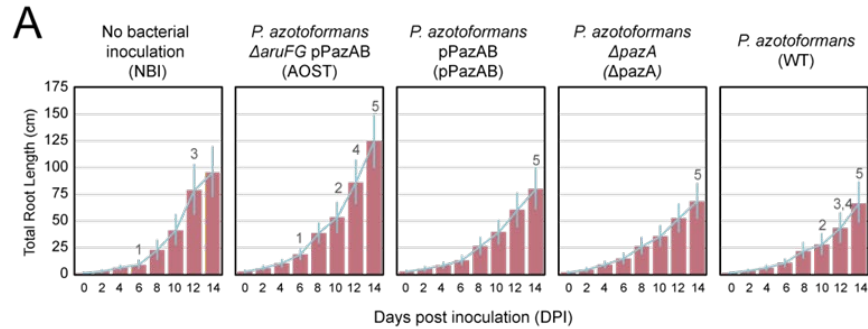 A
No bacterial
inoculation
(NBI)
P. azotoformans
ΔaruFG pPazAB
(AOST)
P. azotoformans
pPazAB
(pPazAB)
P. azotoformans
ΔpazA
(ΔpazA)
P. azotoformans
(WT)
Total Root Length (cm)
175
150
125
100
75
50
25
0
1
3
0 2 4 6 8 10 12 14
1
2
4
5
0 2 4 6 8 10 12 14
5
0 2 4 6 8 10 12 14
5
0 2 4 6 8 10 12 14
2
3,4
5
0 2 4 6 8 10 12 14
Days post inoculation (DPI)